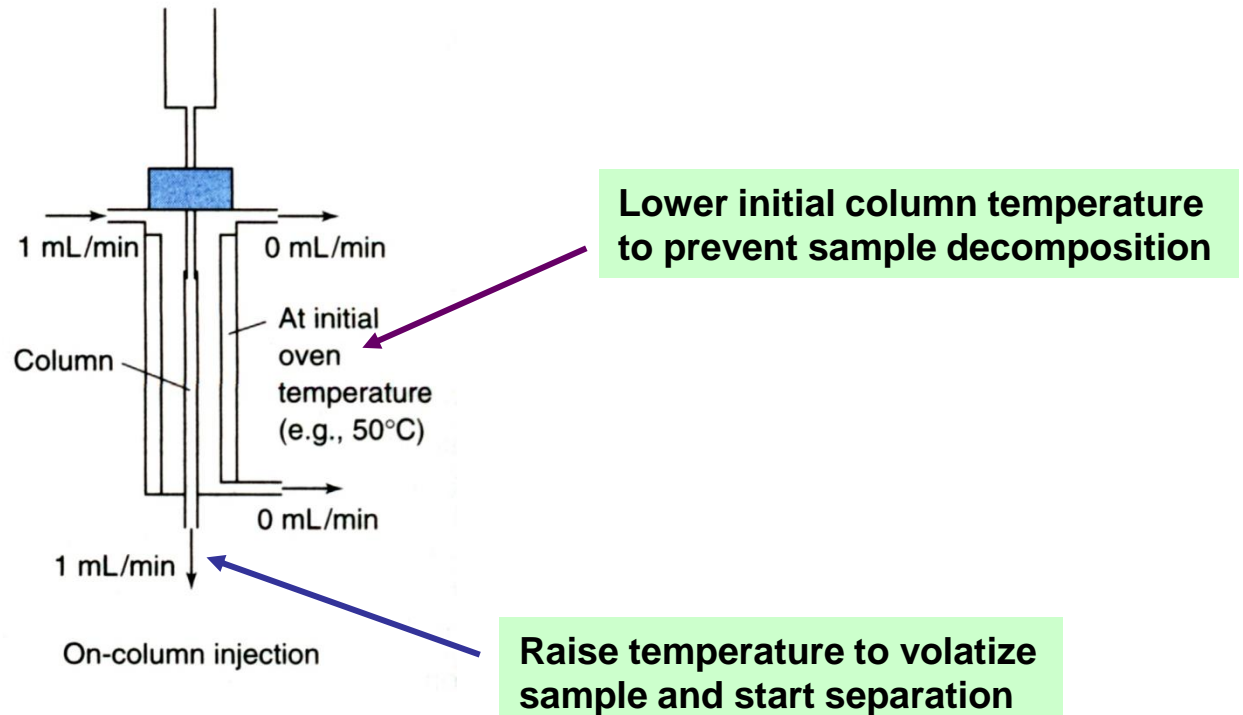 1 mL/min
0 mL/min
Lower initial column temperature
to prevent sample decomposition
Column
At initial
oven
temperature
(e.g., 50°C)
0 mL/min
1 mL/min
On-column injection
Raise temperature to volatize
sample and start separation